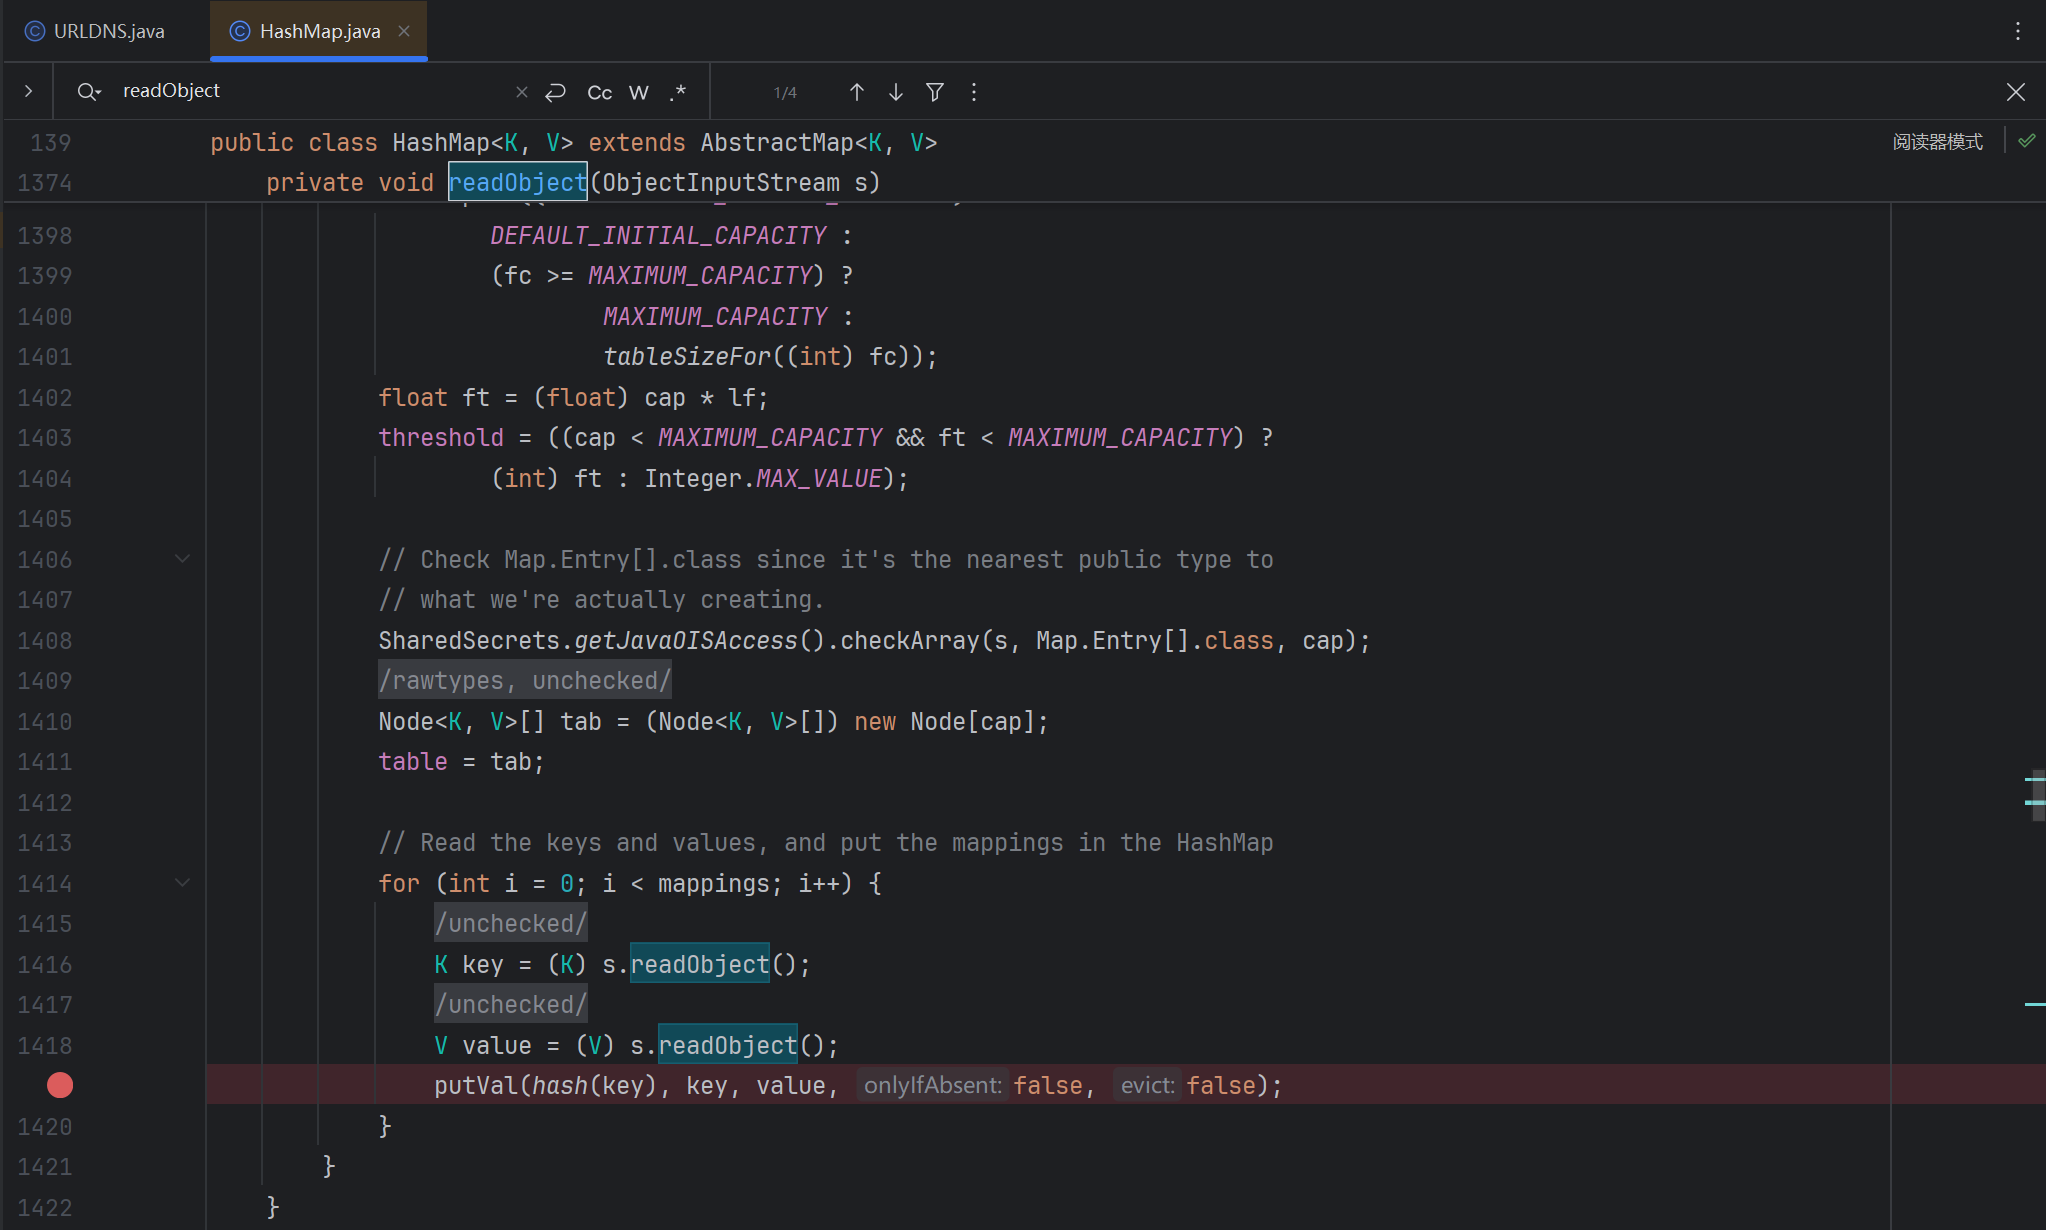 URLDNS.java HashMap.java
readObject Cc W .* 1/4
139 public class HashMap<K, V> extends AbstractMap<K, V> 阅读器模式
1374 private void readObject(ObjectInputStream s)
1398 DEFAULT_INITIAL_CAPACITY :
1399 (fc >= MAXIMUM_CAPACITY) ?
1400 MAXIMUM_CAPACITY :
1401 tableSizeFor((int) fc));
1402 float ft = (float) cap * lf;
1403 threshold = ((cap < MAXIMUM_CAPACITY && ft < MAXIMUM_CAPACITY) ?
1404 (int) ft : Integer.MAX_VALUE);
1405
1406 // Check Map.Entry[].class since it's the nearest public type to
1407 // what we're actually creating.
1408 SharedSecrets.getJavaOISAccess().checkArray(s, Map.Entry[].class, cap);
1409 /rawtypes, unchecked/
1410 Node<K, V>[] tab = (Node<K, V>[]) new Node[cap];
1411 table = tab;
1412
1413 // Read the keys and values, and put the mappings in the HashMap
1414 for (int i = 0; i < mappings; i++) {
1415 /unchecked/
1416 K key = (K) s.readObject();
1417 /unchecked/
1418 V value = (V) s.readObject();
putVal(hash(key), key, value, onlyIfAbsent: false, evict: false);
1420 }
1421 }
1422 }